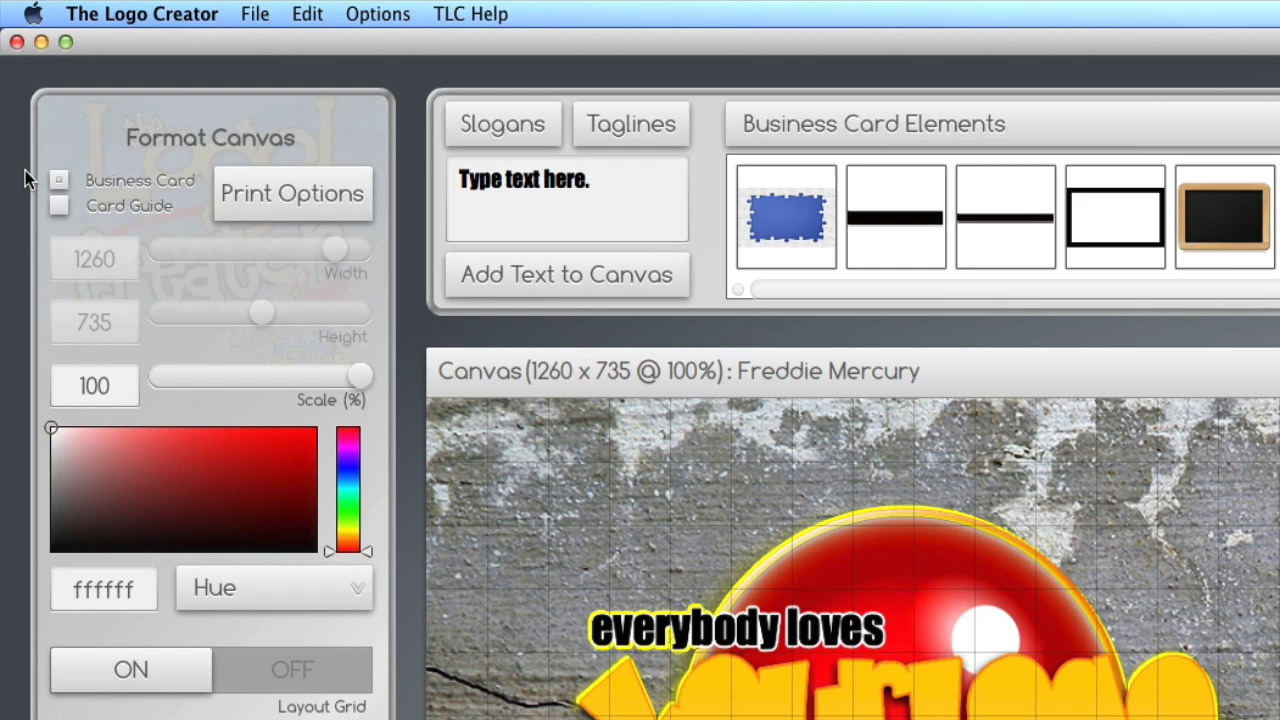 The Logo Creator File Edit Options TLC Help
Format Canvas
Business Card
Card Guide
Print Options
1260
Width
735
Height
100
Scale (%)
ffffff
Hue
ON
OFF
Layout Grid
Slogans
Taglines
Type text here.
Add Text to Canvas
Business Card Elements
Canvas(1260 x 735 @ 100%) : Freddie Mercury
everybody loves